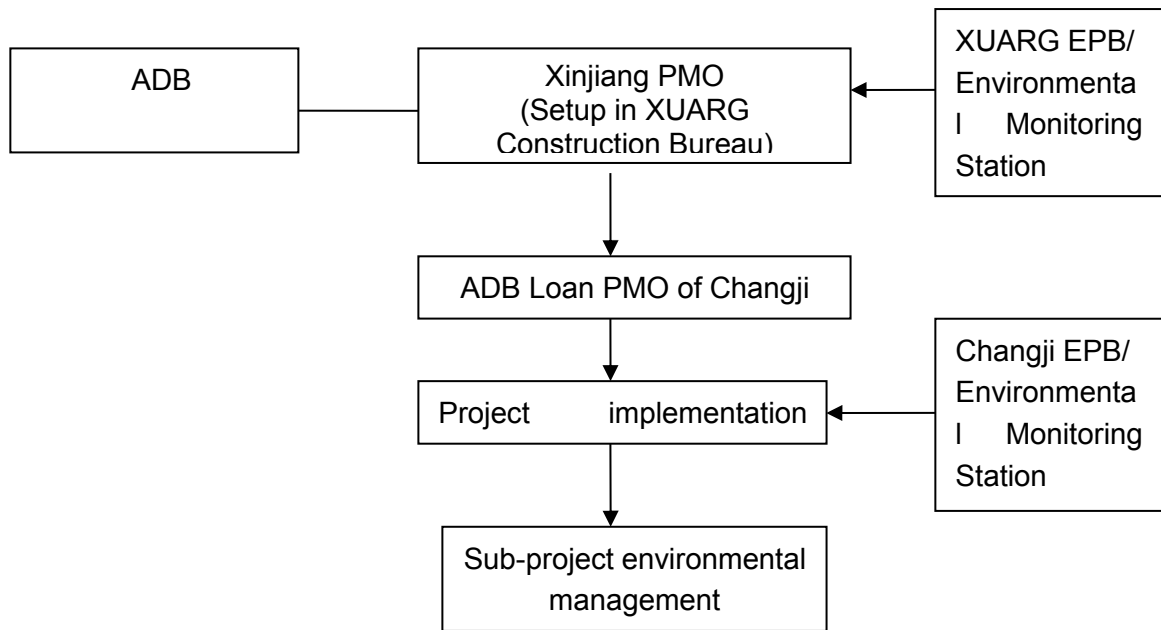 ADB
Xinjiang PMO
(Setup in XUARG
Construction Bureau)
XUARG EPB/
Environmenta
l Monitoring
Station
ADB Loan PMO of Changji
Project implementation
Changji EPB/
Environmenta
l Monitoring
Station
Sub-project environmental
management